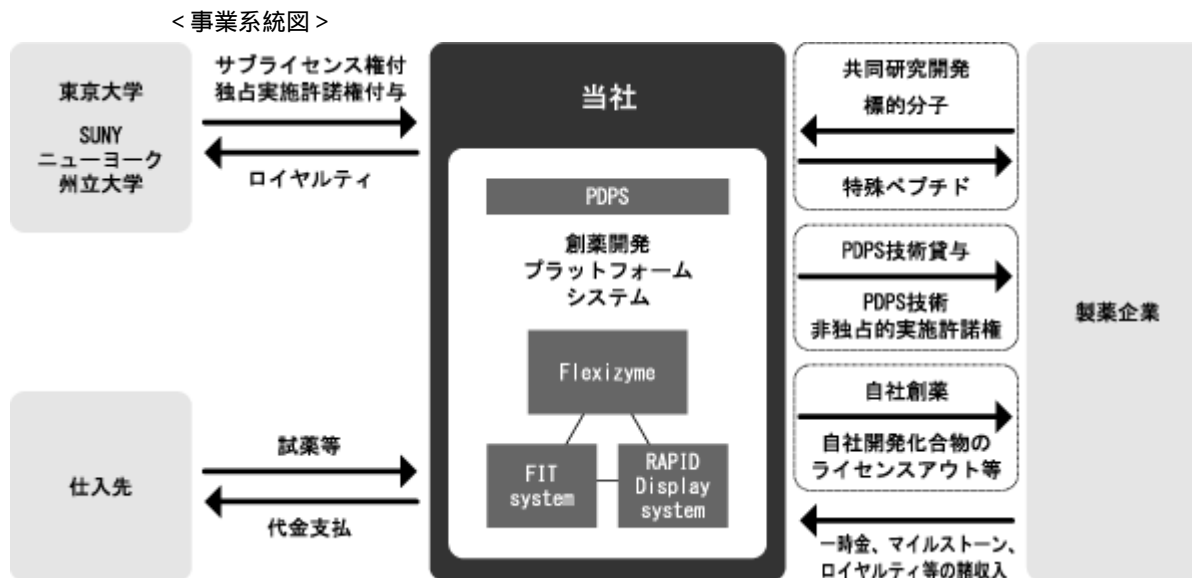 <事業系統図>
東京大学
SUNY
ニューヨーク
州立大学
サブライセンス権付
独占実施許諾権付与
ロイヤルティ
仕入先
試薬等
代金支払
当社
PDPS
創薬開発
プラットフォーム
システム
Flexizyme
FIT
system
RAPID
Display
system
共同研究開発
標的分子
特殊ペプチド
PDPS技術貸与
PDPS技術
非独占的実施許諾権
自社創薬
自社開発化合物の
ライセンスアウト等
一時金、マイルストーン、
ロイヤルティ等の諸収入
製薬企業